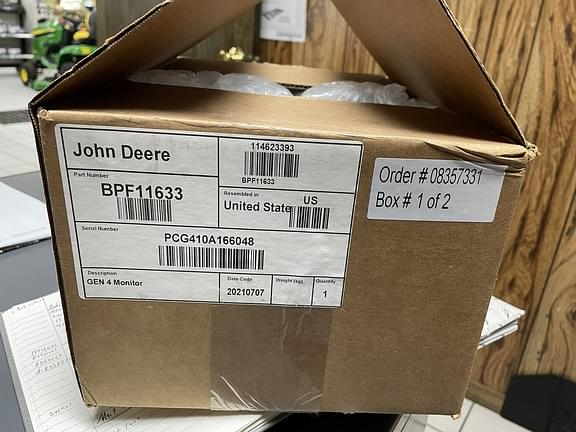 John Deere
114623393
BPF11633
Part Number
BPF11633
Assembled in
United States
US
Serial Number
PCG410A166048
Description
GEN 4 Monitor
Date Code
20210707
Weight (kg)
Quantity
1
Order # 08357331
Box # 1 of 2